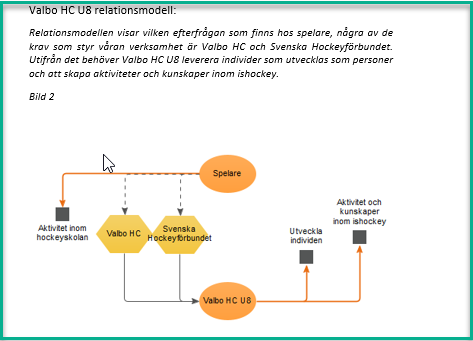 Valbo HC U8 relationsmodell:
Relationsmodellen visar vilken efterfrågan som finns hos spelare, några av de
krav som styr våran verksamhet är Valbo HC och Svenska Hockeyförbundet.
Utifrån det behöver Valbo HC U8 leverera individer som utvecklas som personer
och att skapa aktiviteter och kunskaper inom ishockey.
Bild 2
Spelare
Aktivitet inom
hockeyskolan
Valbo HC
Svenska
Hockeyförbundet
Utveckla
individen
Aktivitet och
kunskaper
inom ishockey
Valbo HC U8